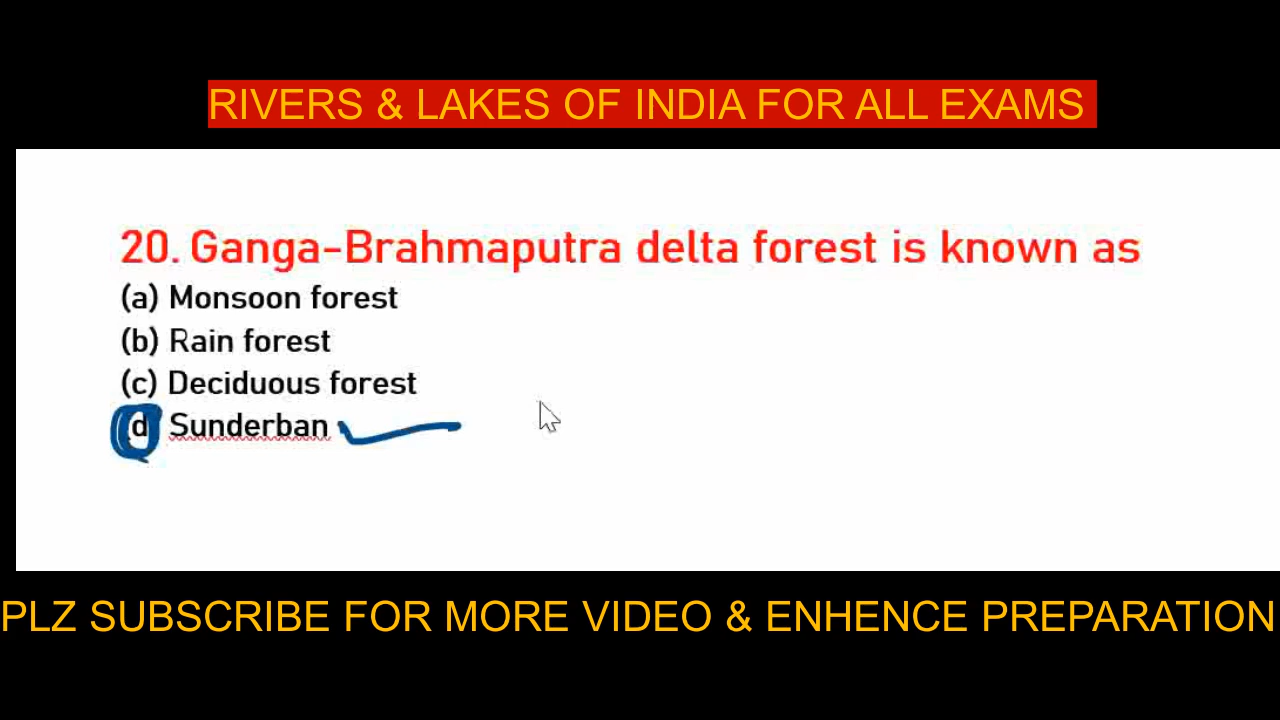 RIVERS & LAKES OF INDIA FOR ALL EXAMS
20. Ganga-Brahmaputra delta forest is known as
(a) Monsoon forest
(b) Rain forest
(c) Deciduous forest
(d) Sunderban
PLZ SUBSCRIBE FOR MORE VIDEO & ENHENCE PREPARATION